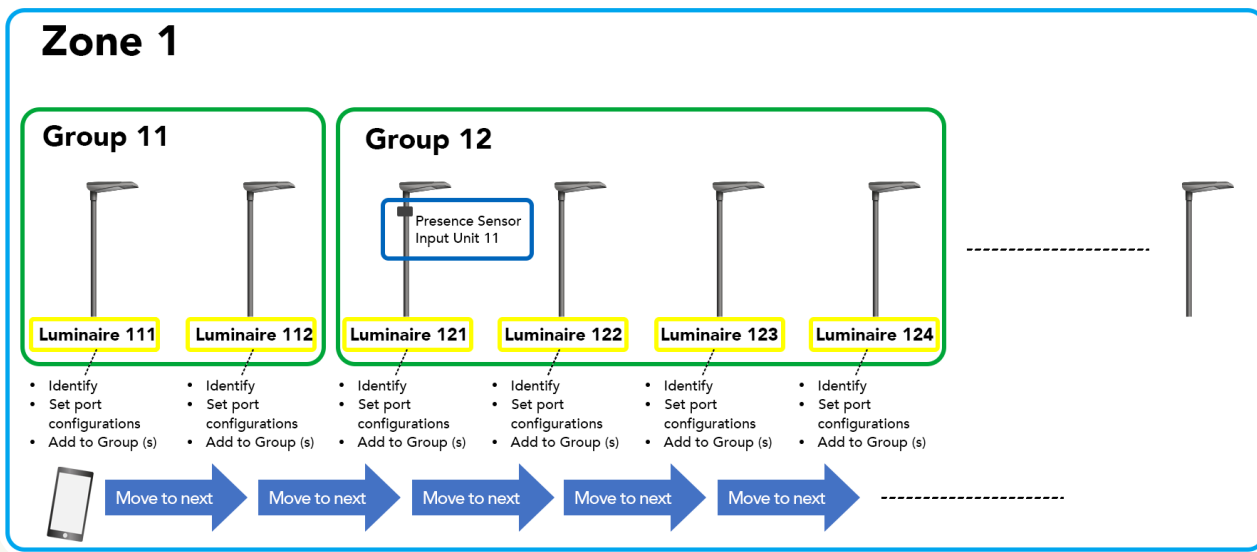 Zone 1
Group 11
Group 12
Presence Sensor
Input Unit 11
Luminaire 111
Luminaire 112
Luminaire 121
Luminaire 122
Luminaire 123
Luminaire 124
• Identify
• Set port
configurations
• Add to Group (s)
• Identify
• Set port
configurations
• Add to Group (s)
• Identify
• Set port
configurations
• Add to Group (s)
• Identify
• Set port
configurations
• Add to Group (s)
• Identify
• Set port
configurations
• Add to Group (s)
• Identify
• Set port
configurations
• Add to Group (s)
Move to next
Move to next
Move to next
Move to next
Move to next